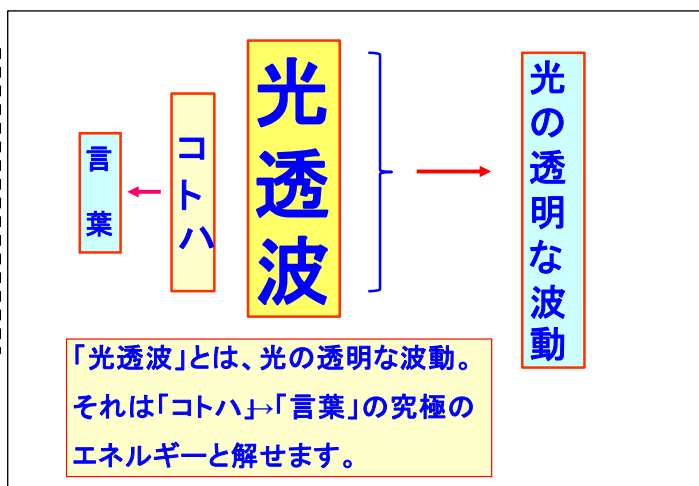 光透波
コトハ
言葉
光の透明な波動
「光透波」とは、光の透明な波動。
それは「コトハ」→「言葉」の究極の
エネルギーと解せます。